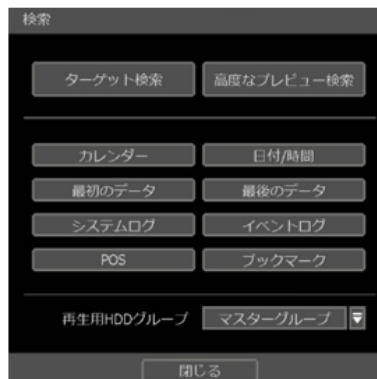 検索
ターゲット検索 高度なプレビュー検索
カレンダー 日付/時間
最初のデータ 最後のデータ
システムログ イベントログ
POS ブックマーク
再生用HDDグループ マスターグループ
閉じる